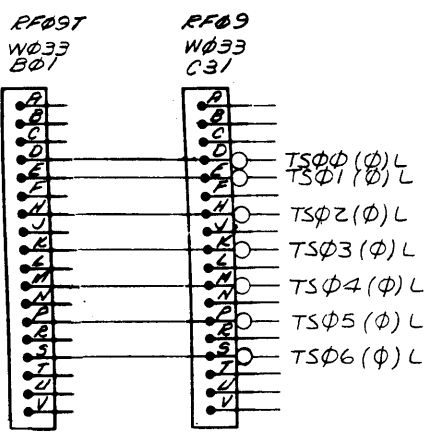 RFØ9T RFØ9
WØ33 WØ33
BØ1 C31
A A
B B
C C
D D TSØØ(Ø)L
E E TSØ1(Ø)L
F F
H H TSØ2(Ø)L
J J
K K TSØ3(Ø)L
L L
M M TSØ4(Ø)L
N N
P P TSØ5(Ø)L
R R
S S TSØ6(Ø)L
T T
U U
V V